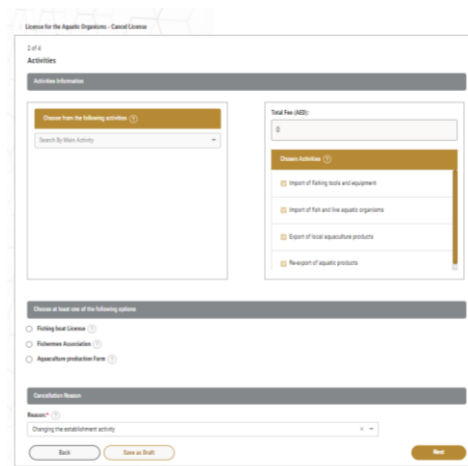 License for the Aquatic Organisms - Cancel License
2 of 6
Activities
Activities Information
Choose from the following activities ?
Search By Main Activity
Total Fee (AED):
0
Chosen Activities ?
Import of fishing tools and equipment
Import of fish and live aquatic organisms
Export of local aquaculture products
Re-export of aquatic products
Choose at least one of the following options
Fishing boat License ?
Fishermen Association ?
Aquaculture production Farm ?
Cancellation Reason
Reason:* ?
Changing the establishment activity x
Back Save as Draft Next